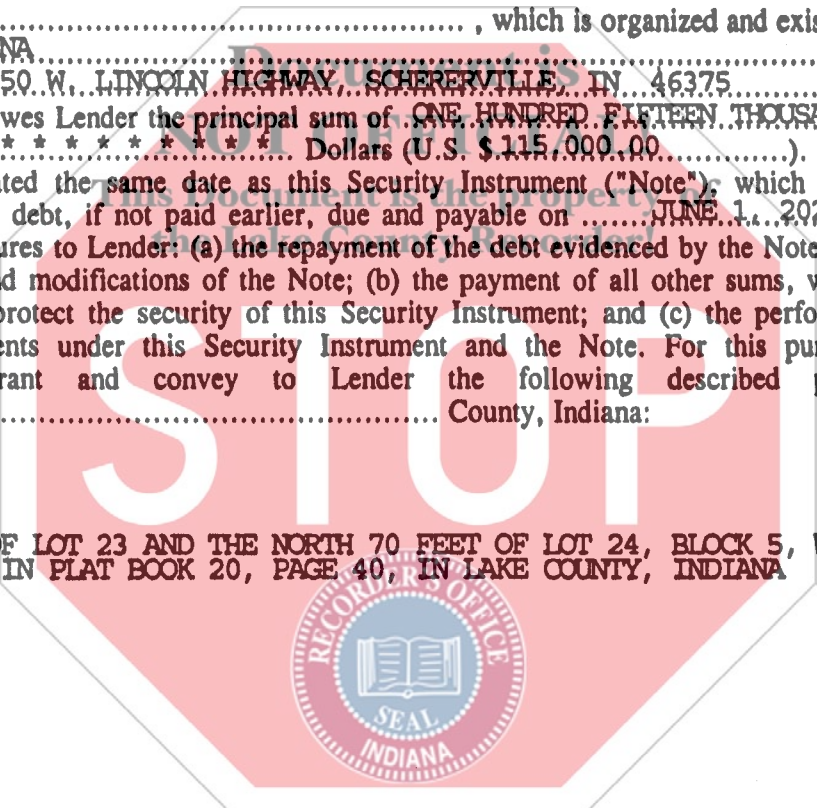 ................................................ , which is organized and exis
NA
50 W. LINCOLN HIGHWAY, SCHERERVILLE, IN 46375
wes Lender the principal sum of ONE HUNDRED FIFTEEN THOUSA
* * * * * * * * * * Dollars (U.S. $ 115,000.00 ............).
ted the same date as this Security Instrument ("Note"), which
debt, if not paid earlier, due and payable on ...... JUNE 1, 202
ures to Lender: (a) the repayment of the debt evidenced by the Note
d modifications of the Note; (b) the payment of all other sums, v
protect the security of this Security Instrument; and (c) the perfo
ents under this Security Instrument and the Note. For this pur
rant and convey to Lender the following described p
................................................ County, Indiana:
Document is
NOT OFFICIAL!
This Document is the property of
the Lake County Recorder!
STOP
OF LOT 23 AND THE NORTH 70 FEET OF LOT 24, BLOCK 5, W
IN PLAT BOOK 20, PAGE 40, IN LAKE COUNTY, INDIANA
RECORDER'S OFFICE
SEAL
INDIANA